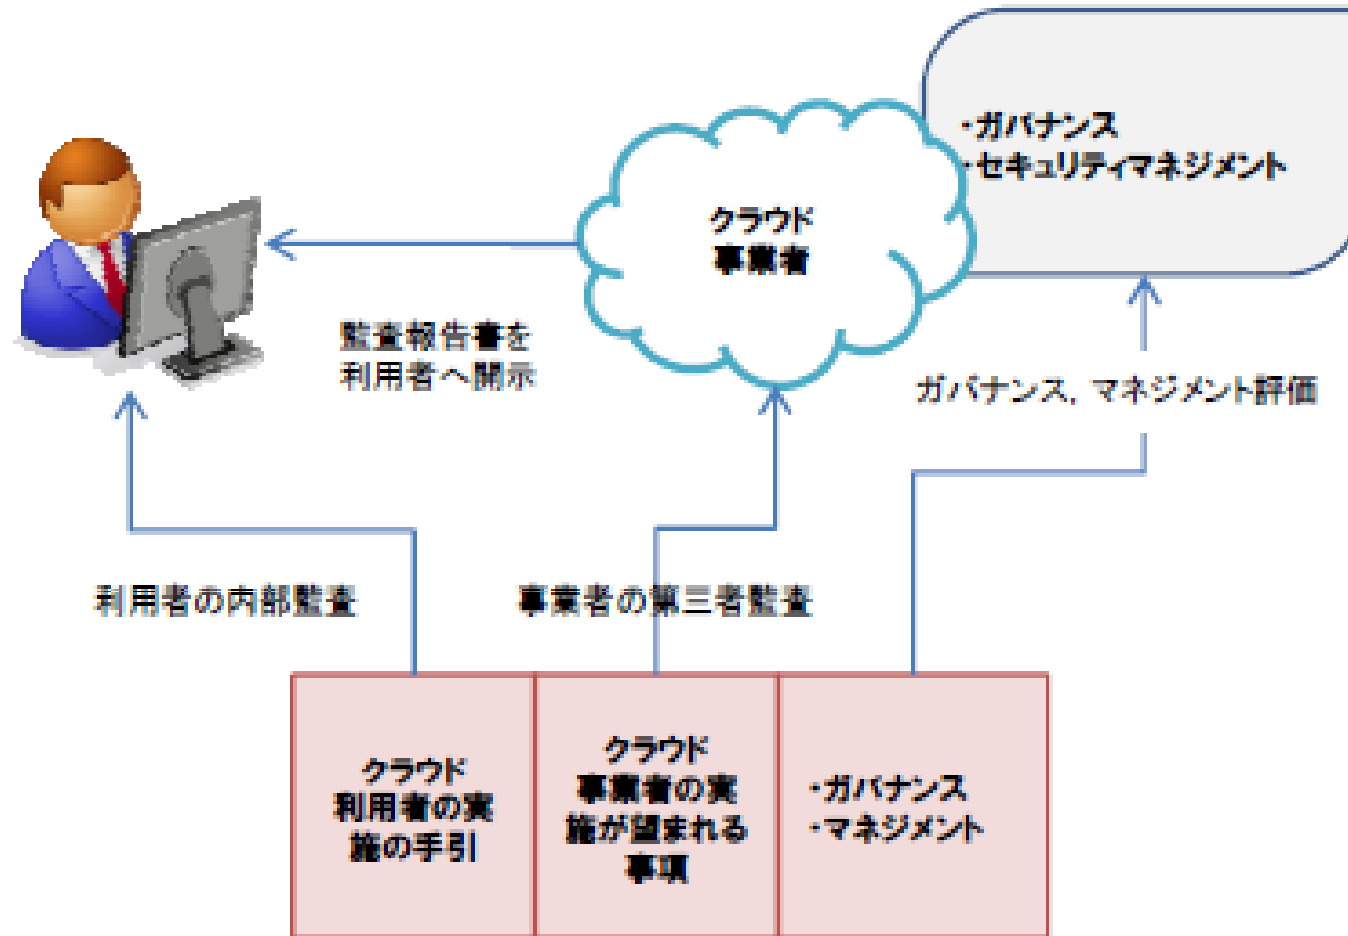 ・ガバナンス
・セキュリティマネジメント
クラウド
事業者
監査報告書を
利用者へ開示
ガバナンス，マネジメント評価
利用者の内部監査
事業者の第三者監査
クラウド
利用者の実
施の手引
クラウド
事業者の実
施が望まれる
事項
・ガバナンス
・マネジメント